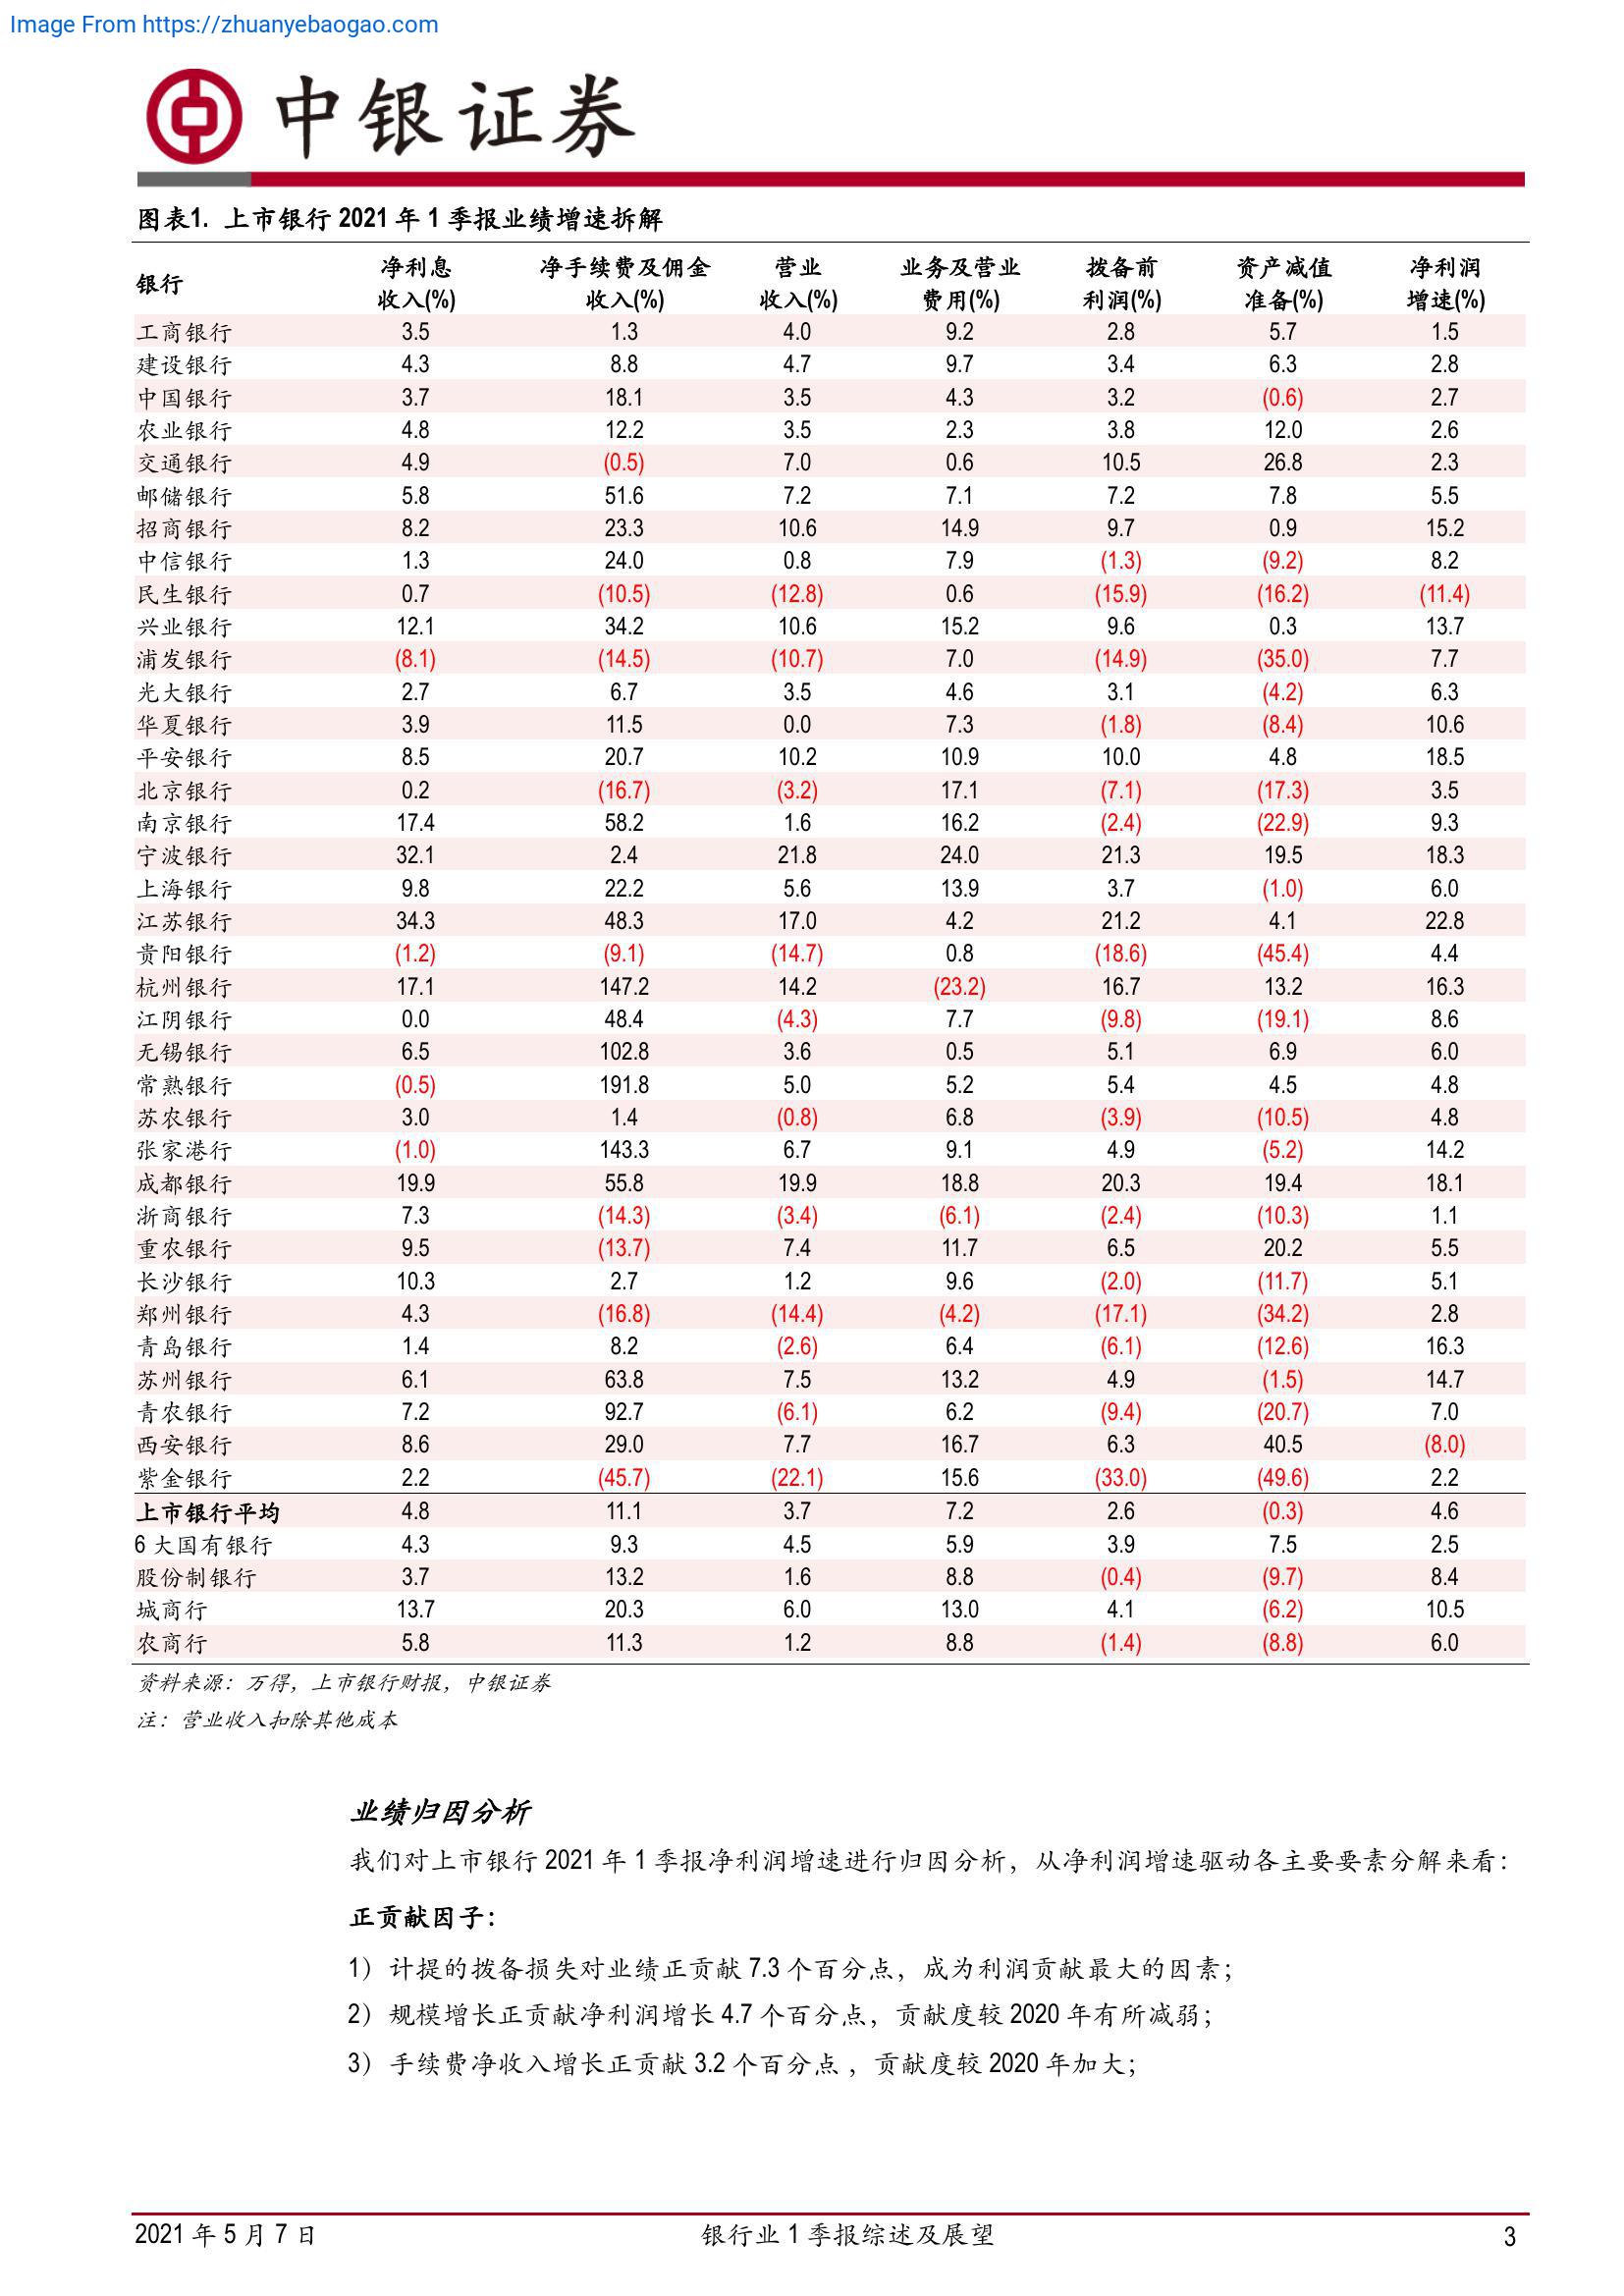 Image From https://zhuanyebaogao.com
中银证券
图表1. 上市银行 2021 年 1 季报业绩增速拆解
银行 净利息收入(%) 净手续费及佣金收入(%) 营业收入(%) 业务及营业费用(%) 拨备前利润(%) 资产减值准备(%) 净利润增速(%)
工商银行 3.5 1.3 4.0 9.2 2.8 5.7 1.5
建设银行 4.3 8.8 4.7 9.7 3.4 6.3 2.8
中国银行 3.7 18.1 3.5 4.3 3.2 (0.6) 2.7
农业银行 4.8 12.2 3.5 2.3 3.8 12.0 2.6
交通银行 4.9 (0.5) 7.0 0.6 10.5 26.8 2.3
邮储银行 5.8 51.6 7.2 7.1 7.2 7.8 5.5
招商银行 8.2 23.3 10.6 14.9 9.7 0.9 15.2
中信银行 1.3 24.0 0.8 7.9 (1.3) (9.2) 8.2
民生银行 0.7 (10.5) (12.8) 0.6 (15.9) (16.2) (11.4)
兴业银行 12.1 34.2 10.6 15.2 9.6 0.3 13.7
浦发银行 (8.1) (14.5) (10.7) 7.0 (14.9) (35.0) 7.7
光大银行 2.7 6.7 3.5 4.6 3.1 (4.2) 6.3
华夏银行 3.9 11.5 0.0 7.3 (1.8) (8.4) 10.6
平安银行 8.5 20.7 10.2 10.9 10.0 4.8 18.5
北京银行 0.2 (16.7) (3.2) 17.1 (7.1) (17.3) 3.5
南京银行 17.4 58.2 1.6 16.2 (2.4) (22.9) 9.3
宁波银行 32.1 2.4 21.8 24.0 21.3 19.5 18.3
上海银行 9.8 22.2 5.6 13.9 3.7 (1.0) 6.0
江苏银行 34.3 48.3 17.0 4.2 21.2 4.1 22.8
贵阳银行 (1.2) (9.1) (14.7) 0.8 (18.6) (45.4) 4.4
杭州银行 17.1 147.2 14.2 (23.2) 16.7 13.2 16.3
江阴银行 0.0 48.4 (4.3) 7.7 (9.8) (19.1) 8.6
无锡银行 6.5 102.8 3.6 0.5 5.1 6.9 6.0
常熟银行 (0.5) 191.8 5.0 5.2 5.4 4.5 4.8
苏农银行 3.0 1.4 (0.8) 6.8 (3.9) (10.5) 4.8
张家港行 (1.0) 143.3 6.7 9.1 4.9 (5.2) 14.2
成都银行 19.9 55.8 19.9 18.8 20.3 19.4 18.1
浙商银行 7.3 (14.3) (3.4) (6.1) (2.4) (10.3) 1.1
重农银行 9.5 (13.7) 7.4 11.7 6.5 20.2 5.5
长沙银行 10.3 2.7 1.2 9.6 (2.0) (11.7) 5.1
郑州银行 4.3 (16.8) (14.4) (4.2) (17.1) (34.2) 2.8
青岛银行 1.4 8.2 (2.6) 6.4 (6.1) (12.6) 16.3
苏州银行 6.1 63.8 7.5 13.2 4.9 (1.5) 14.7
青农银行 7.2 92.7 (6.1) 6.2 (9.4) (20.7) 7.0
西安银行 8.6 29.0 7.7 16.7 6.3 40.5 (8.0)
紫金银行 2.2 (45.7) (22.1) 15.6 (33.0) (49.6) 2.2
上市银行平均 4.8 11.1 3.7 7.2 2.6 (0.3) 4.6
6 大国有银行 4.3 9.3 4.5 5.9 3.9 7.5 2.5
股份制银行 3.7 13.2 1.6 8.8 (0.4) (9.7) 8.4
城商行 13.7 20.3 6.0 13.0 4.1 (6.2) 10.5
农商行 5.8 11.3 1.2 8.8 (1.4) (8.8) 6.0
资料来源：万得，上市银行财报，中银证券
注：营业收入扣除其他成本
业绩归因分析
我们对上市银行 2021 年 1 季报净利润增速进行归因分析，从净利润增速驱动各主要要素分解来看：
正贡献因子：
1）计提的拨备损失对业绩正贡献 7.3 个百分点，成为利润贡献最大的因素；
2）规模增长正贡献净利润增长 4.7 个百分点，贡献度较 2020 年有所减弱；
3）手续费净收入增长正贡献 3.2 个百分点，贡献度较 2020 年加大；
2021 年 5 月 7 日 银行业 1 季报综述及展望 3